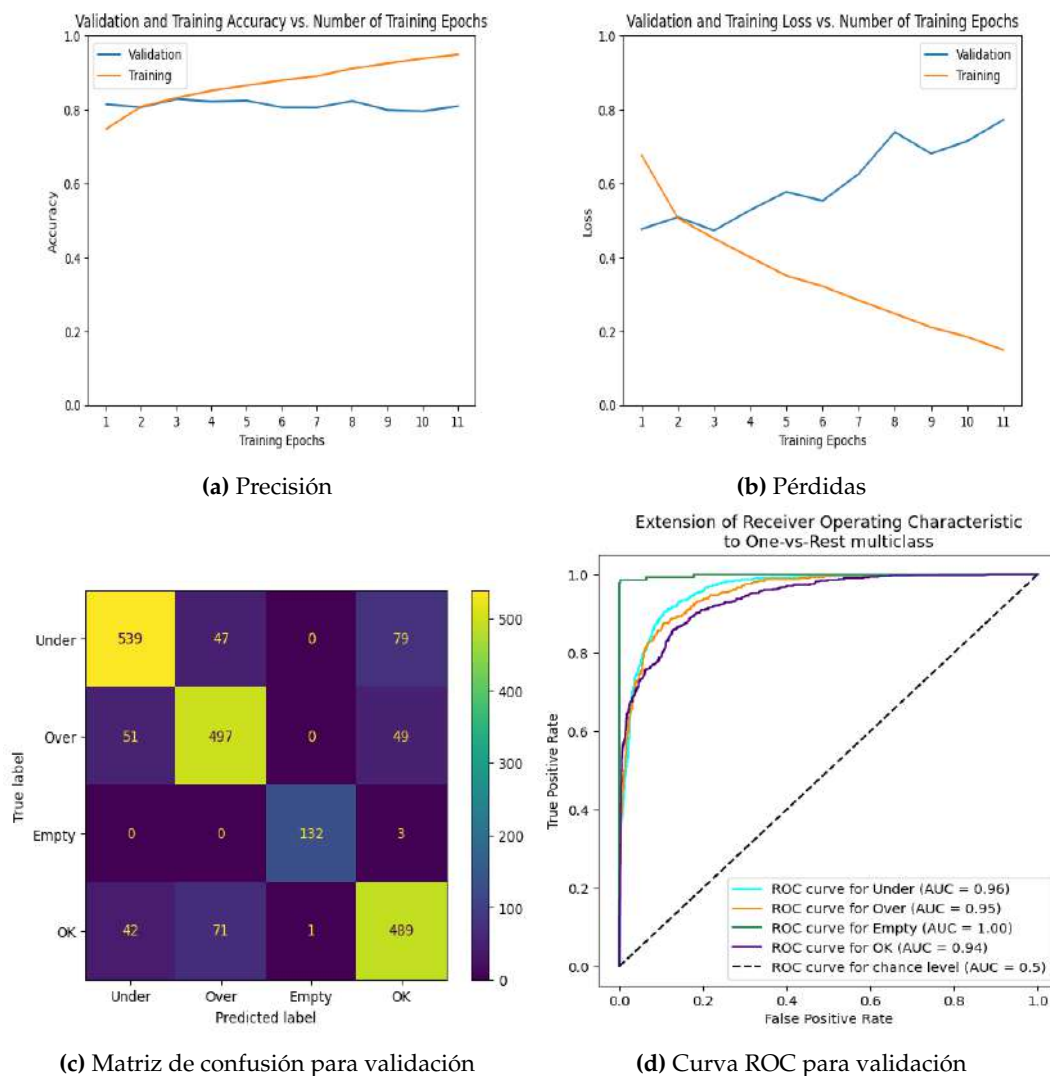 Validation and Training Accuracy vs. Number of Training Epochs
1.0
0.8
0.6
0.4
0.2
0.0
Accuracy
Validation
Training
1 2 3 4 5 6 7 8 9 10 11
Training Epochs
(a) Precisión
Validation and Training Loss vs. Number of Training Epochs
1.0
0.8
0.6
0.4
0.2
0.0
Loss
Validation
Training
1 2 3 4 5 6 7 8 9 10 11
Training Epochs
(b) Pérdidas
True label
Under 539 47 0 79
Over 51 497 0 49
Empty 0 0 132 3
OK 42 71 1 489
Under Over Empty OK
Predicted label
500
400
300
200
100
0
(c) Matriz de confusión para validación
Extension of Receiver Operating Characteristic
to One-vs-Rest multiclass
1.0
0.8
0.6
0.4
0.2
0.0
True Positive Rate
ROC curve for Under (AUC = 0.96)
ROC curve for Over (AUC = 0.95)
ROC curve for Empty (AUC = 1.00)
ROC curve for OK (AUC = 0.94)
ROC curve for chance level (AUC = 0.5)
0.0 0.2 0.4 0.6 0.8 1.0
False Positive Rate
(d) Curva ROC para validación